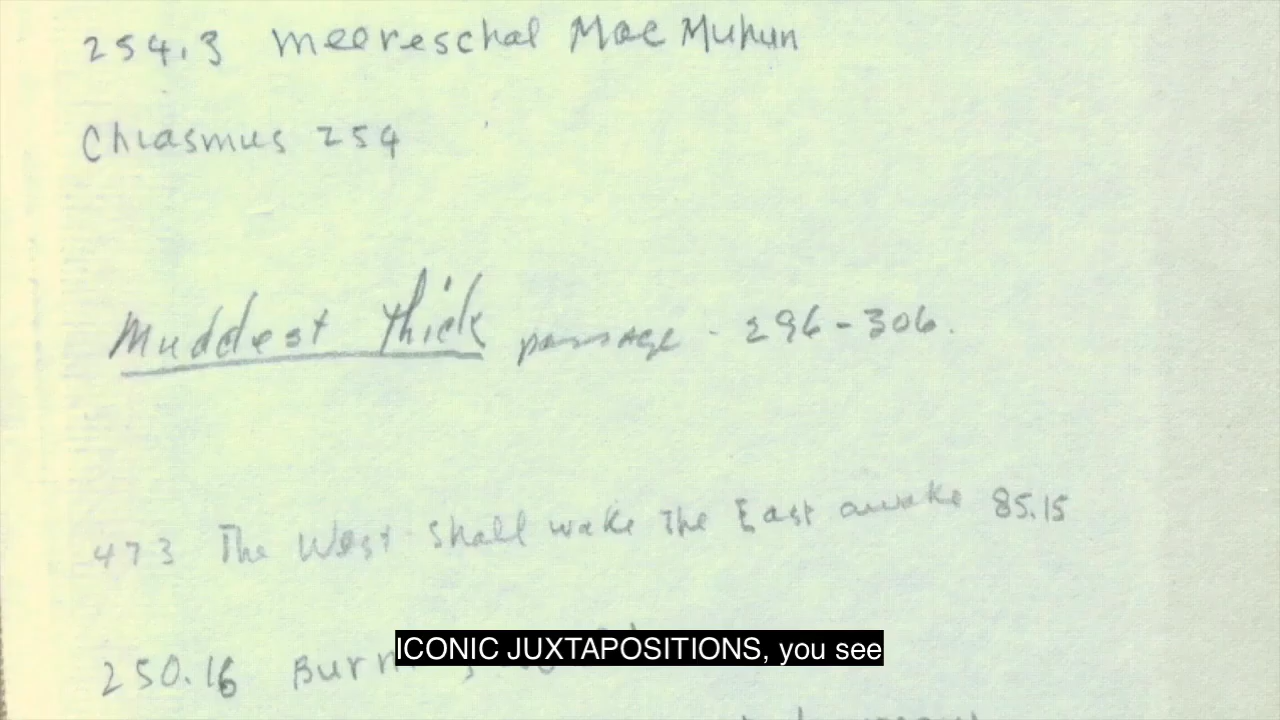 254.3 meereschal MacMuhun
Chiasmus 254
Muddest thick passage - 296-306.
473 The West shall wake The East awake 85.15
ICONIC JUXTAPOSITIONS, you see
250.16